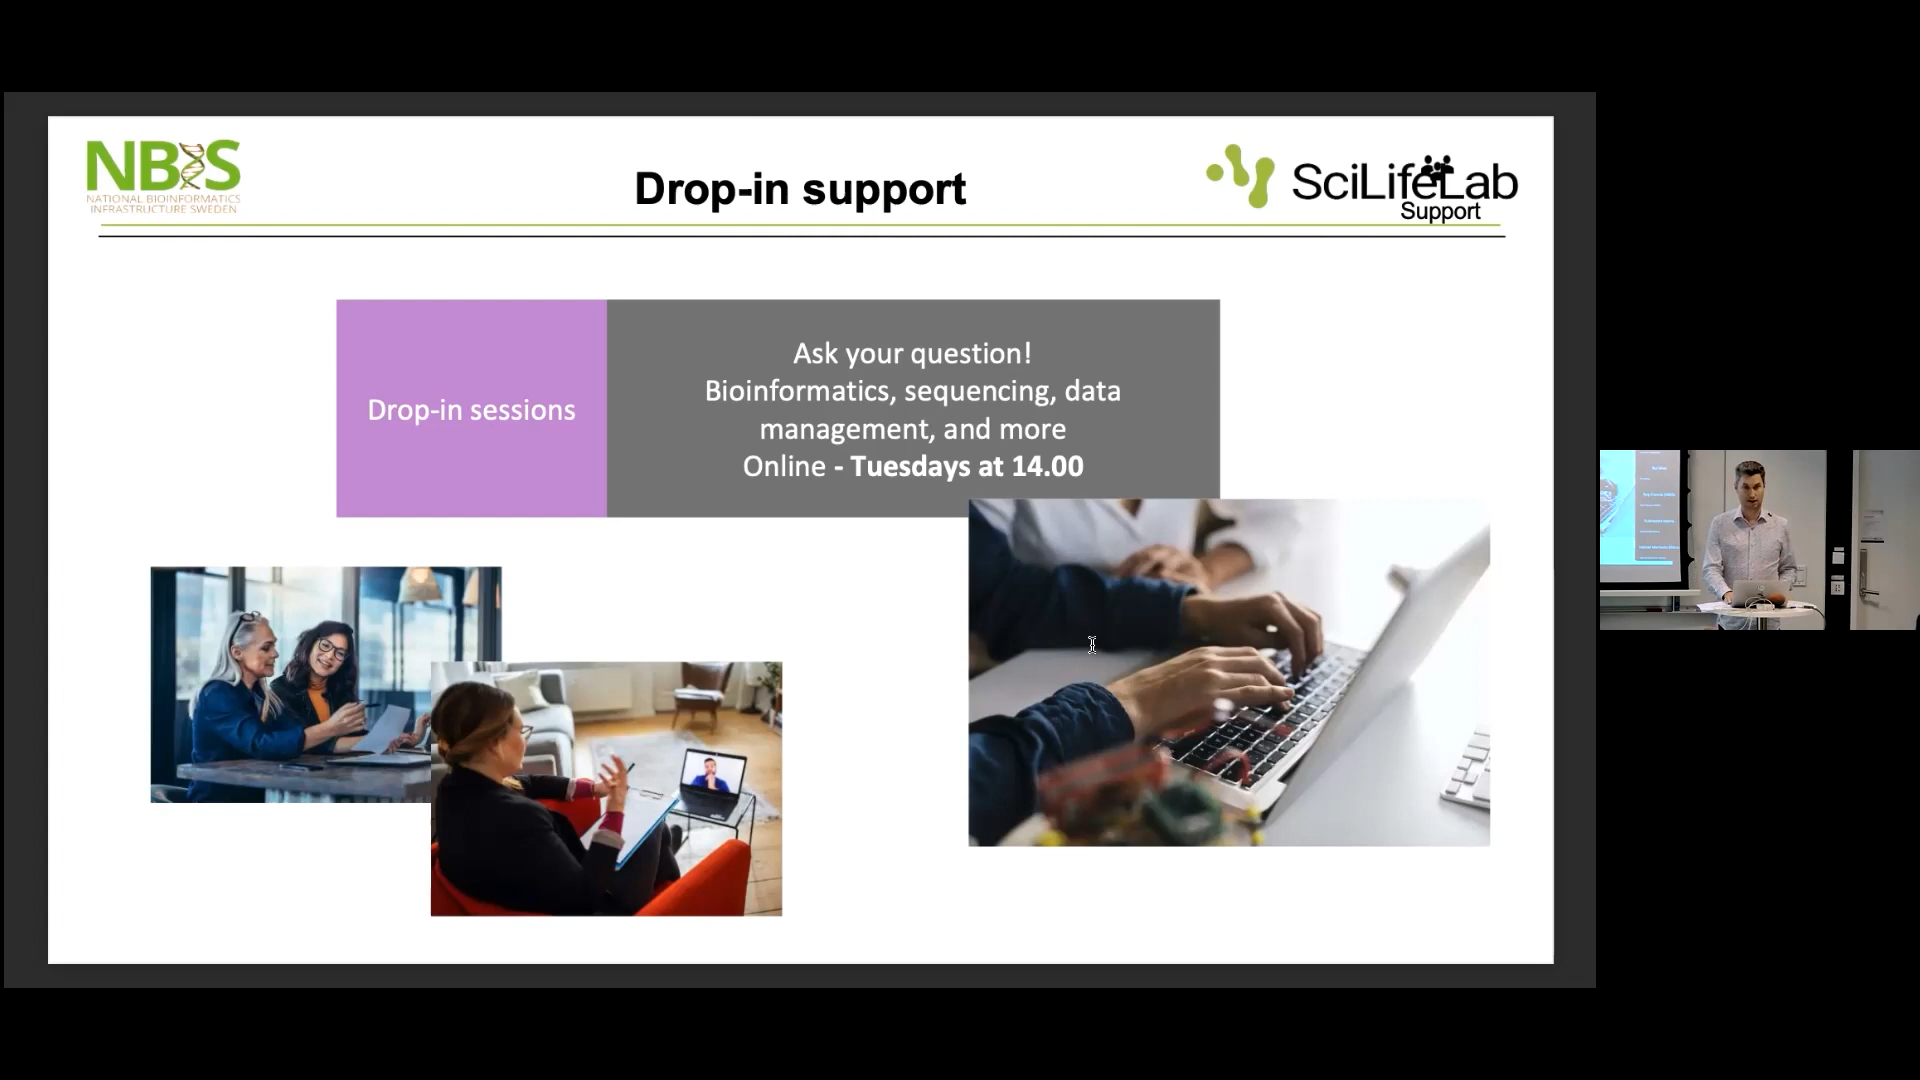 NBIS
NATIONAL BIOINFORMATICS
INFRASTRUCTURE SWEDEN
Drop-in support
SciLifeLab
Support
Drop-in sessions
Ask your question!
Bioinformatics, sequencing, data
management, and more
Online - Tuesdays at 14.00